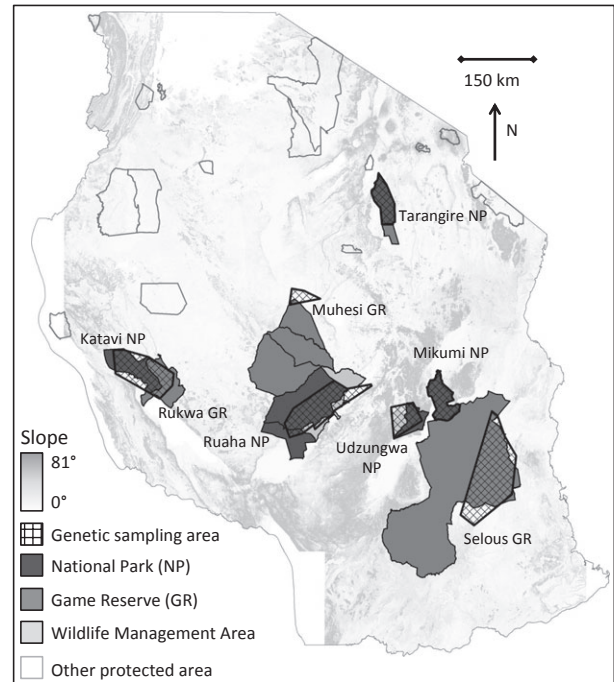 150 km
N
Tarangire NP
Muhesi GR
Katavi NP
Mikumi NP
Rukwa GR
Ruaha NP
Udzungwa
NP
Selous GR
Slope
81°
0°
Genetic sampling area
National Park (NP)
Game Reserve (GR)
Wildlife Management Area
Other protected area